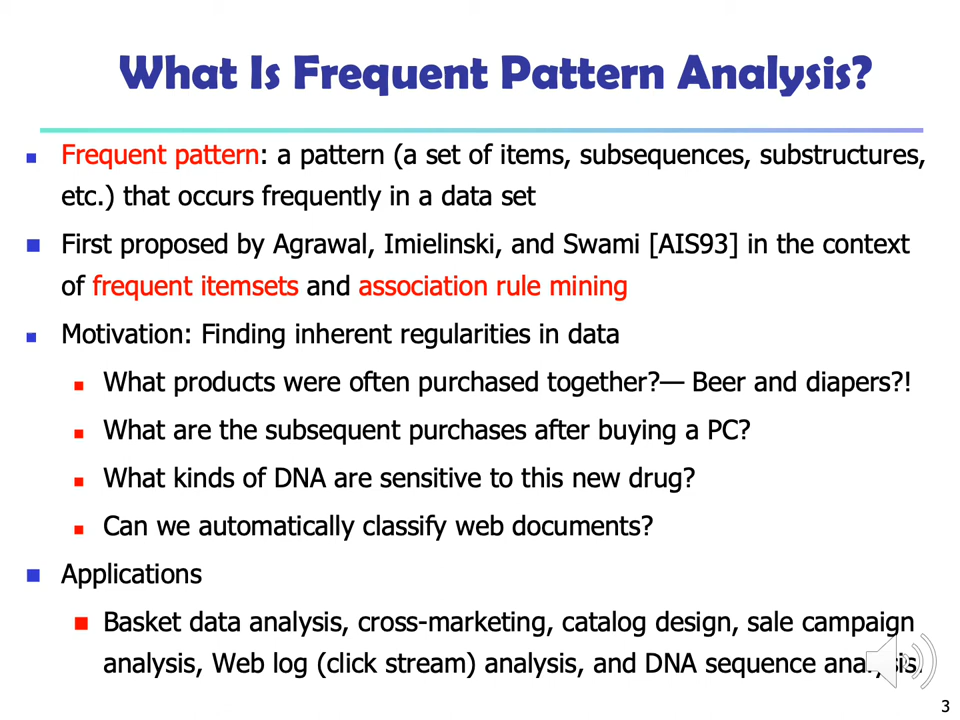 What Is Frequent Pattern Analysis?
Frequent pattern: a pattern (a set of items, subsequences, substructures,
etc.) that occurs frequently in a data set
First proposed by Agrawal, Imielinski, and Swami [AIS93] in the context
of frequent itemsets and association rule mining
Motivation: Finding inherent regularities in data
What products were often purchased together?— Beer and diapers?!
What are the subsequent purchases after buying a PC?
What kinds of DNA are sensitive to this new drug?
Can we automatically classify web documents?
Applications
Basket data analysis, cross-marketing, catalog design, sale campaign
analysis, Web log (click stream) analysis, and DNA sequence analysis.
3